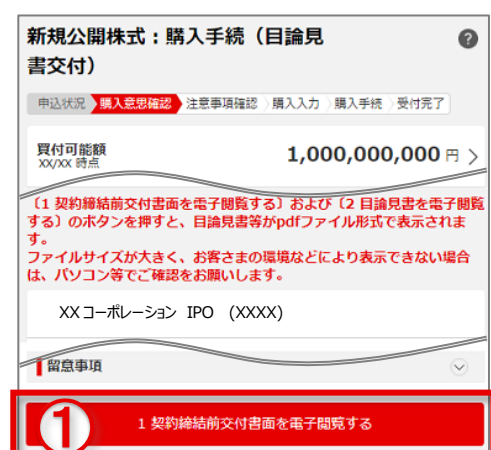 新規公開株式：購入手続（目論見
書交付）
?
申込状況 購入意思確認 注意事項確認 購入入力 購入手続 受付完了
買付可能額
XX/XX 時点
1,000,000,000 円
〔1 契約締結前交付書面を電子閲覧する〕および〔2 目論見書を電子閲覧
する〕のボタンを押すと、目論見書等がpdfファイル形式で表示されま
す。
ファイルサイズが大きく、お客さまの環境などにより表示できない場合
は、パソコン等でご確認をお願いします。
XXコーポレーション IPO (XXXX)
留意事項
① 1 契約締結前交付書面を電子閲覧する